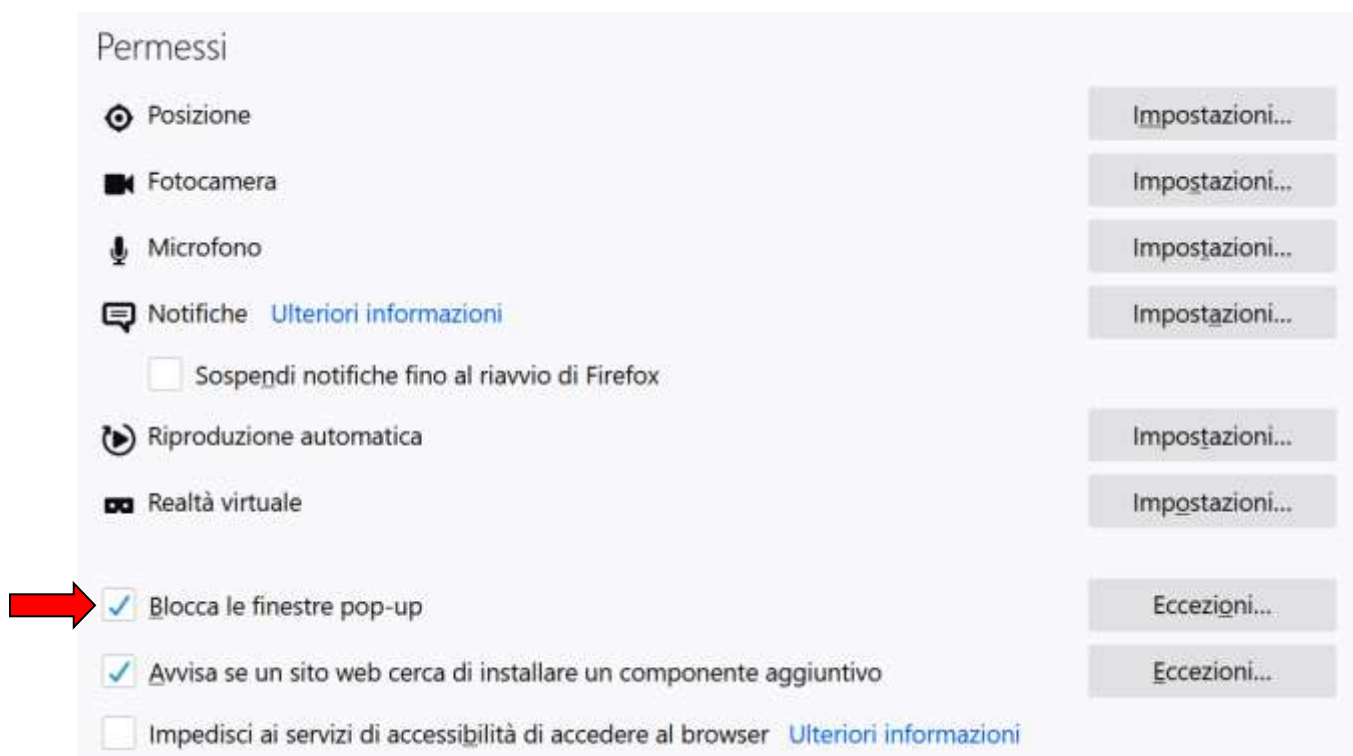 Permessi
Posizione Impostazioni...
Fotocamera Impostazioni...
Microfono Impostazioni...
Notifiche Ulteriori informazioni Impostazioni...
Sospendi notifiche fino al riavvio di Firefox
Riproduzione automatica Impostazioni...
Realtà virtuale Impostazioni...
Blocca le finestre pop-up Eccezioni...
Avvisa se un sito web cerca di installare un componente aggiuntivo Eccezioni...
Impedisci ai servizi di accessibilità di accedere al browser Ulteriori informazioni